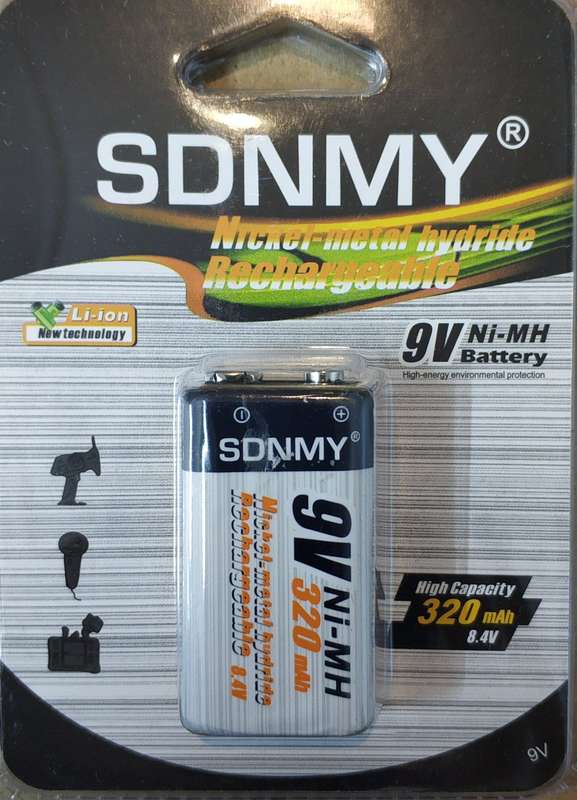 SDNMY®
Nickel-metal hydride
Rechargeable
Li-ion
New technology
9V Ni-MH
Battery
High-energy environmental protection
SDNMY®
9V Ni-MH
320 mAh
Nickel-metal hydride
Rechargeable 8.4V
High Capacity
320 mAh
8.4V
9V